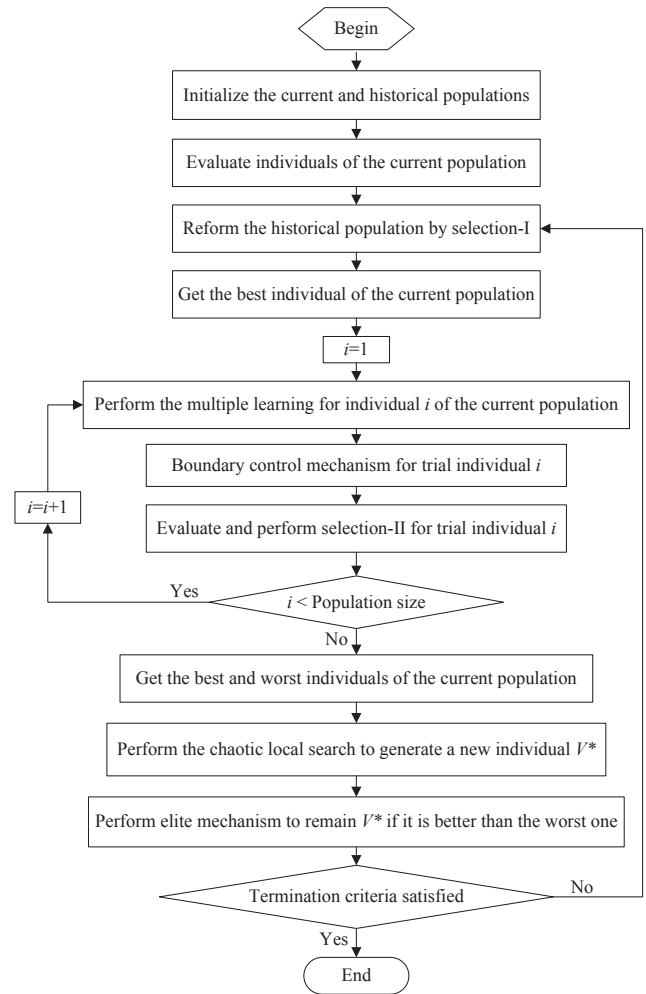 Begin
Initialize the current and historical populations
Evaluate individuals of the current population
Reform the historical population by selection-I
Get the best individual of the current population
i=1
Perform the multiple learning for individual i of the current population
Boundary control mechanism for trial individual i
i=i+1
Evaluate and perform selection-II for trial individual i
Yes
i < Population size
No
Get the best and worst individuals of the current population
Perform the chaotic local search to generate a new individual V*
Perform elite mechanism to remain V* if it is better than the worst one
Termination criteria satisfied
No
Yes
End